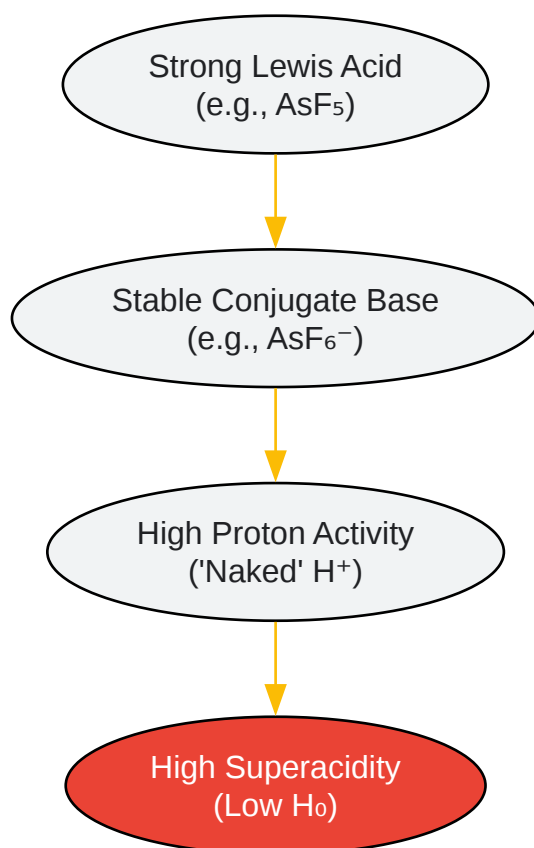 Strong Lewis Acid
(e.g., AsF₅)
Stable Conjugate Base
(e.g., AsF₆⁻)
High Proton Activity
('Naked' H⁺)
High Superacidity
(Low H₀)